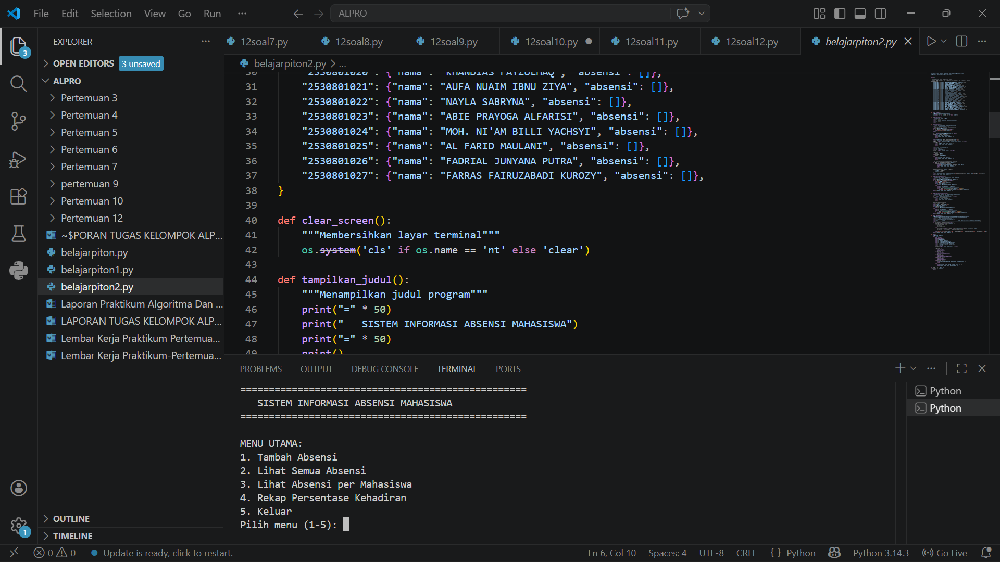 File Edit Selection View Go Run ···
ALPRO
EXPLORER
OPEN EDITORS 3 unsaved
ALPRO
Pertemuan 3
Pertemuan 4
Pertemuan 5
Pertemuan 6
Pertemuan 7
pertemuan 9
Pertemuan 10
Pertemuan 12
~$PORAN TUGAS KELOMPOK ALP...
belajarpiton.py
belajarpiton1.py
belajarpiton2.py
Laporan Praktikum Algoritma Dan ...
LAPORAN TUGAS KELOMPOK ALP...
Lembar Kerja Praktikum Pertemua...
Lembar Kerja Praktikum-Pertemua...
OUTLINE
TIMELINE
3
1
12soal7.py 12soal8.py 12soal9.py 12soal10.py 12soal11.py 12soal12.py belajarpiton2.py
belajarpiton2.py > ...
30 "2530801020": {"nama": "KHANDIAS FAYZULHAQ", "absensi": []},
31 "2530801021": {"nama": "AUFA NUAIM IBNU ZIYA", "absensi": []},
32 "2530801022": {"nama": "NAYLA SABRYNA", "absensi": []},
33 "2530801023": {"nama": "ABIE PRAYOGA ALFARISI", "absensi": []},
34 "2530801024": {"nama": "MOH. NI'AM BILLI YACHSYI", "absensi": []},
35 "2530801025": {"nama": "AL FARID MAULANI", "absensi": []},
36 "2530801026": {"nama": "FADRIAL JUNYANA PUTRA", "absensi": []},
37 "2530801027": {"nama": "FARRAS FAIRUZABADI KUROZY", "absensi": []},
38 }
39
40 def clear_screen():
41 """Membersihkan layar terminal"""
42 os.system('cls' if os.name == 'nt' else 'clear')
43
44 def tampilkan_judul():
45 """Menampilkan judul program"""
46 print("=" * 50)
47 print("   SISTEM INFORMASI ABSENSI MAHASISWA")
48 print("=" * 50)
49 print()
PROBLEMS OUTPUT DEBUG CONSOLE TERMINAL PORTS
==================================================
SISTEM INFORMASI ABSENSI MAHASISWA
==================================================
MENU UTAMA:
1. Tambah Absensi
2. Lihat Semua Absensi
3. Lihat Absensi per Mahasiswa
4. Rekap Persentase Kehadiran
5. Keluar
Pilih menu (1-5):
Python
Python
0 0 Update is ready, click to restart.
Ln 6, Col 10 Spaces: 4 UTF-8 CRLF { } Python Python 3.14.3 Go Live